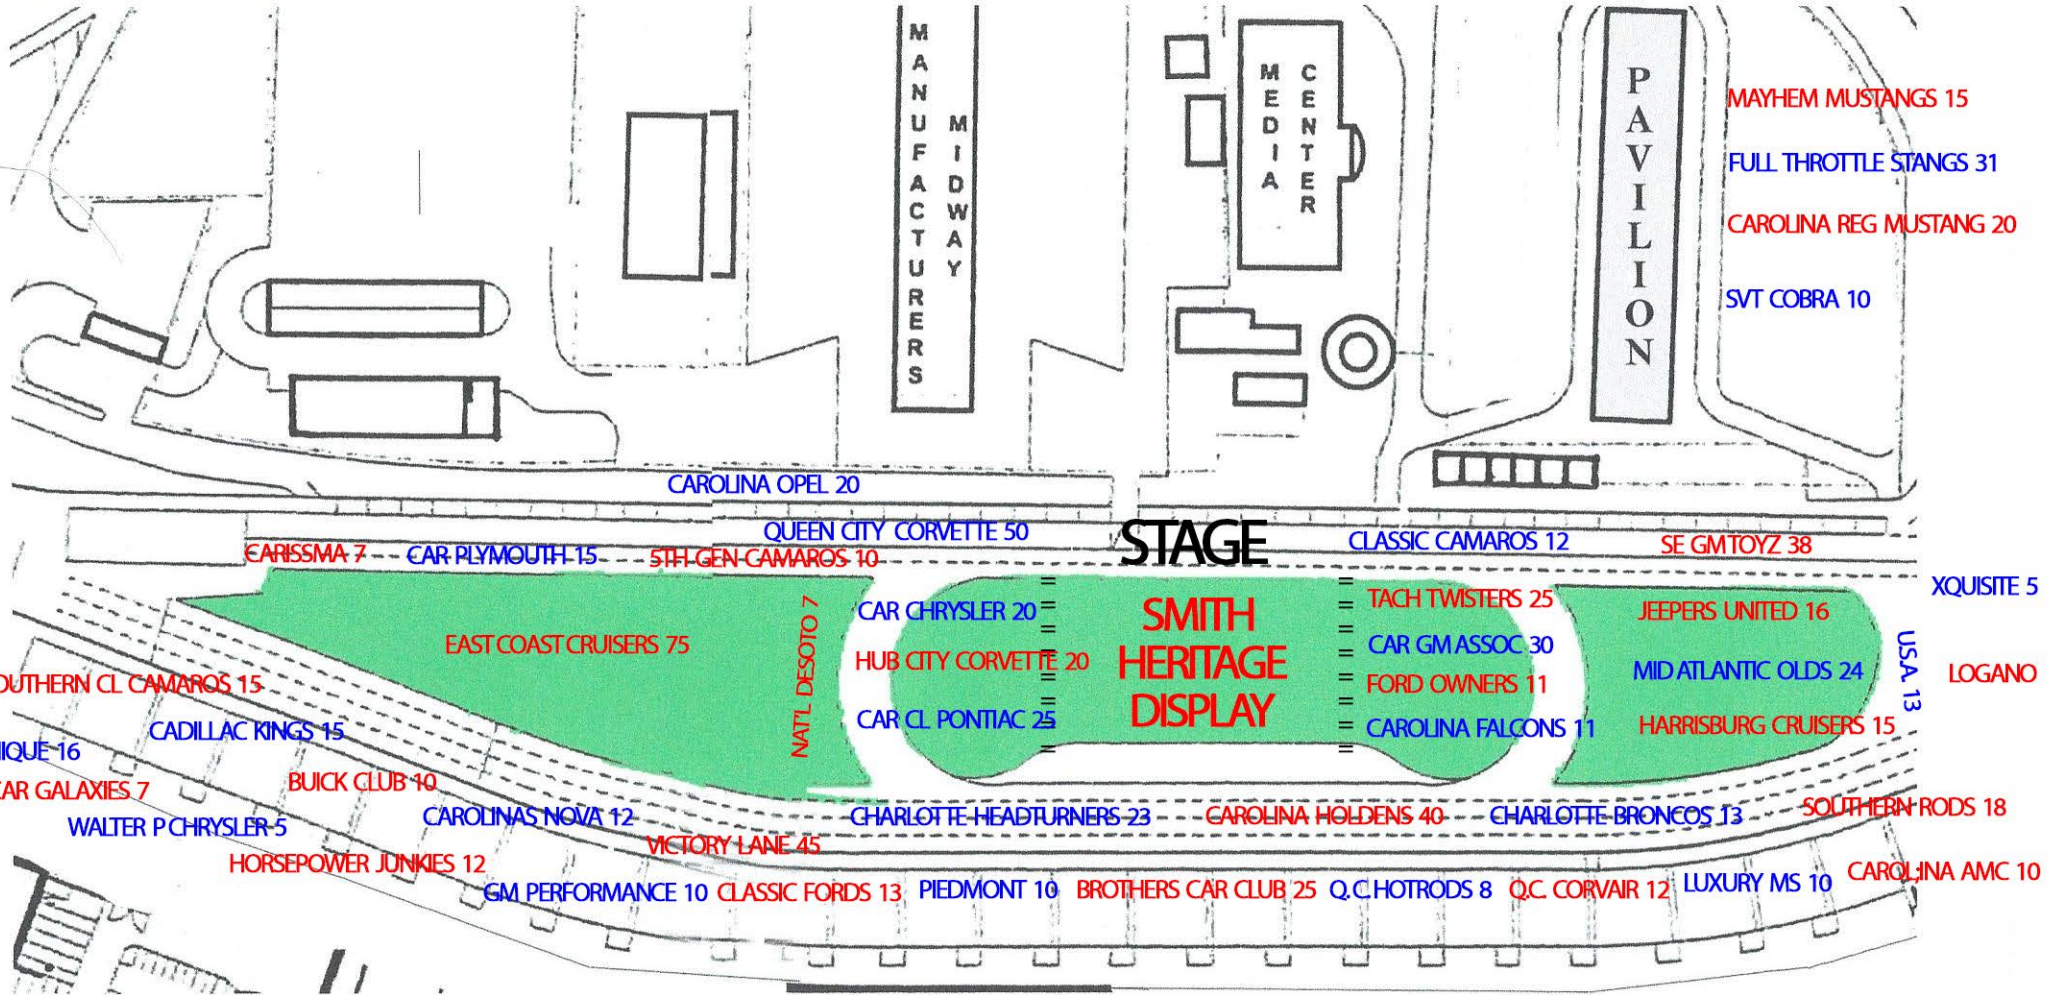 MANUFACTURERS
MIDWAY
MEDIA
CENTER
PAVILION
MAYHEM MUSTANGS 15
FULL THROTTLE STANGS 31
CAROLINA REG MUSTANG 20
SVT COBRA 10
CAROLINA OPEL 20
QUEEN CITY CORVETTE 50
STAGE
CLASSIC CAMAROS 12
SE GMTOYZ 38
CARISSMA 7
CAR PLYMOUTH 15
5TH GEN CAMAROS 10
XQUISITE 5
CAR CHRYSLER 20
SMITH
HERITAGE
DISPLAY
TACH TWISTERS 25
JEEPERS UNITED 16
EAST COAST CRUISERS 75
NAT'L DESOTO 7
HUB CITY CORVETTE 20
CAR GM ASSOC 30
MID ATLANTIC OLDS 24
USA 13
LOGANO
FORD OWNERS 11
CAR CL PONTIAC 25
CAROLINA FALCONS 11
HARRISBURG CRUISERS 15
OUTHERN CL CAMAROS 15
CADILLAC KINGS 15
IQUE 16
BUICK CLUB 10
AR GALAXIES 7
CAROLINAS NOVA 12
CHARLOTTE HEADTURNERS 23
CAROLINA HOLDENS 40
CHARLOTTE BRONCOS 13
SOUTHERN RODS 18
WALTER P CHRYSLER 5
VICTORY LANE 45
HORSEPOWER JUNKIES 12
GM PERFORMANCE 10
CLASSIC FORDS 13
PIEDMONT 10
BROTHERS CAR CLUB 25
Q.C. HOTRODS 8
Q.C. CORVAIR 12
LUXURY MS 10
CAROLINA AMC 10